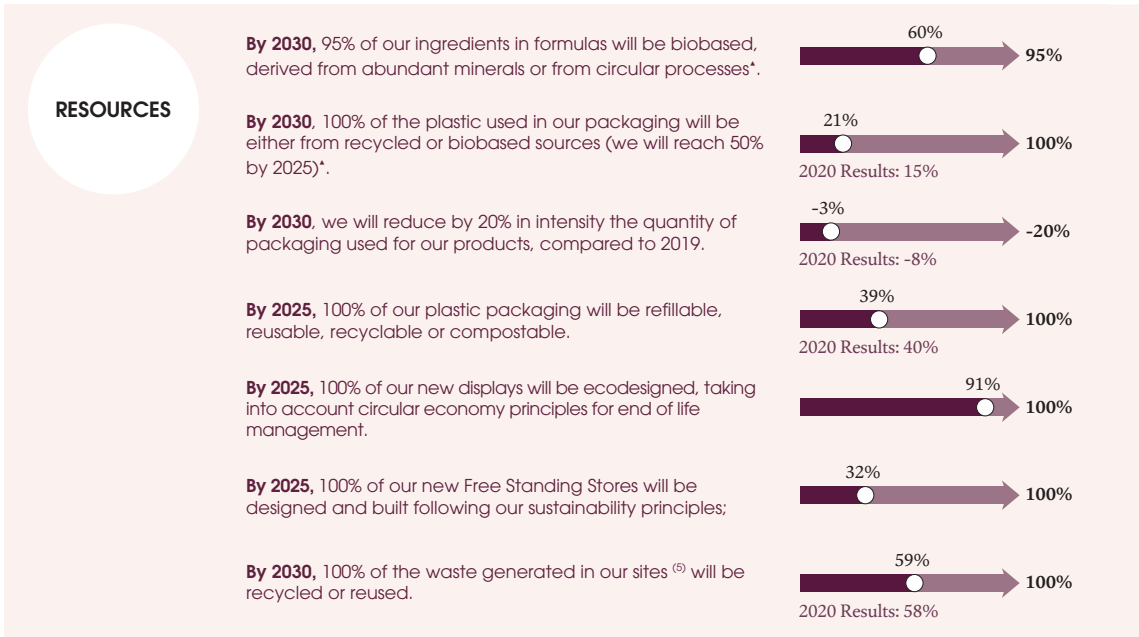 RESOURCES
By 2030, 95% of our ingredients in formulas will be biobased,
derived from abundant minerals or from circular processes▲.
60%
95%
By 2030, 100% of the plastic used in our packaging will be
either from recycled or biobased sources (we will reach 50%
by 2025)▲.
21%
100%
2020 Results: 15%
By 2030, we will reduce by 20% in intensity the quantity of
packaging used for our products, compared to 2019.
-3%
-20%
2020 Results: -8%
By 2025, 100% of our plastic packaging will be refillable,
reusable, recyclable or compostable.
39%
100%
2020 Results: 40%
By 2025, 100% of our new displays will be ecodesigned, taking
into account circular economy principles for end of life
management.
91%
100%
By 2025, 100% of our new Free Standing Stores will be
designed and built following our sustainability principles;
32%
100%
By 2030, 100% of the waste generated in our sites (5) will be
recycled or reused.
59%
100%
2020 Results: 58%